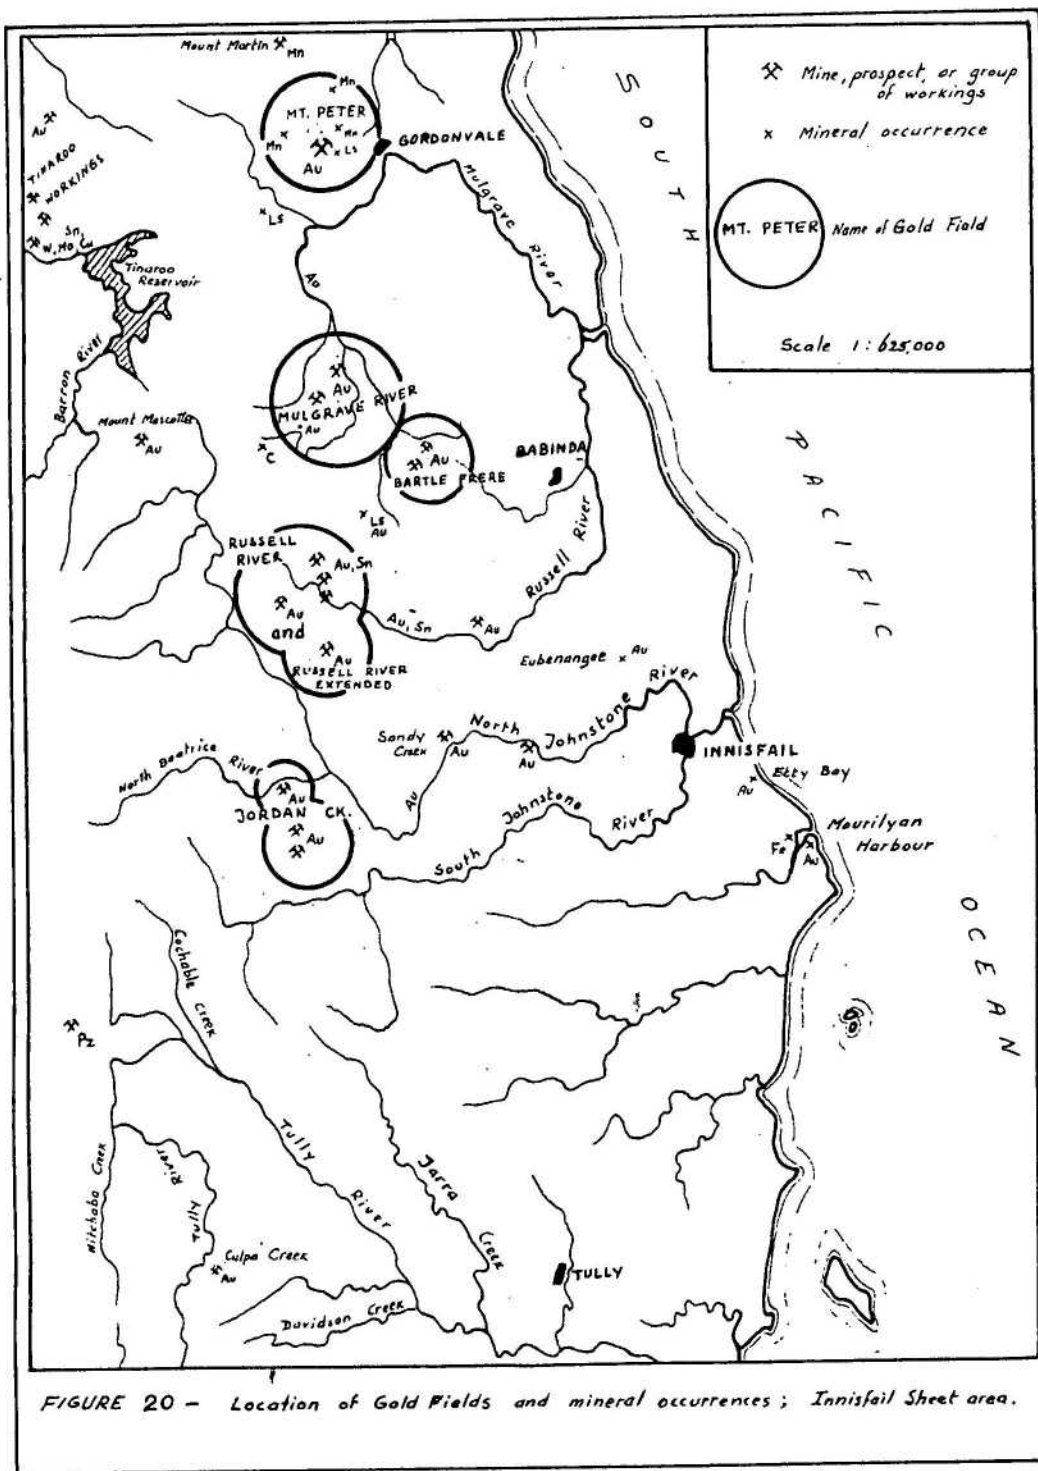 Mount Martin
Mn
Mn
MT. PETER
Mn
Mn
Ls
Au
GORDONVALE
Au
TINAROO
WORKINGS
Sn
W, Mo, Cu
Tinaroo
Reservoir
Ls
Mulgrave River
Au
Barron River
Mount Mascotte
Au
Au
MULGRAVE RIVER
Au
C
Au
BARTLE FRERE
BABINDA
Ls
Au
RUSSELL
RIVER
Au, Sn
Au
and
Au
RUSSELL RIVER
EXTENDED
Au, Sn
Au
Russell River
Eubenangee
Au
Sandy
Creek
Au
Au
North Johnstone River
Au
INNISFAIL
North Beatrice River
Au
JORDAN CK.
Au
South Johnstone River
Etty Bay
Au
Mourilyan
Harbour
Fe
Au
Cochable Creek
Pz
Nitchaba Creek
Tully River
Tully River
Jarra Creek
Culpa Creek
Au
Davidson Creek
TULLY
SOUTH
PACIFIC
OCEAN
Mine, prospect, or group
of workings
Mineral occurrence
MT. PETER Name of Gold Field
Scale 1 : 625,000
FIGURE 20 - Location of Gold Fields and mineral occurrences ; Innisfail Sheet area.